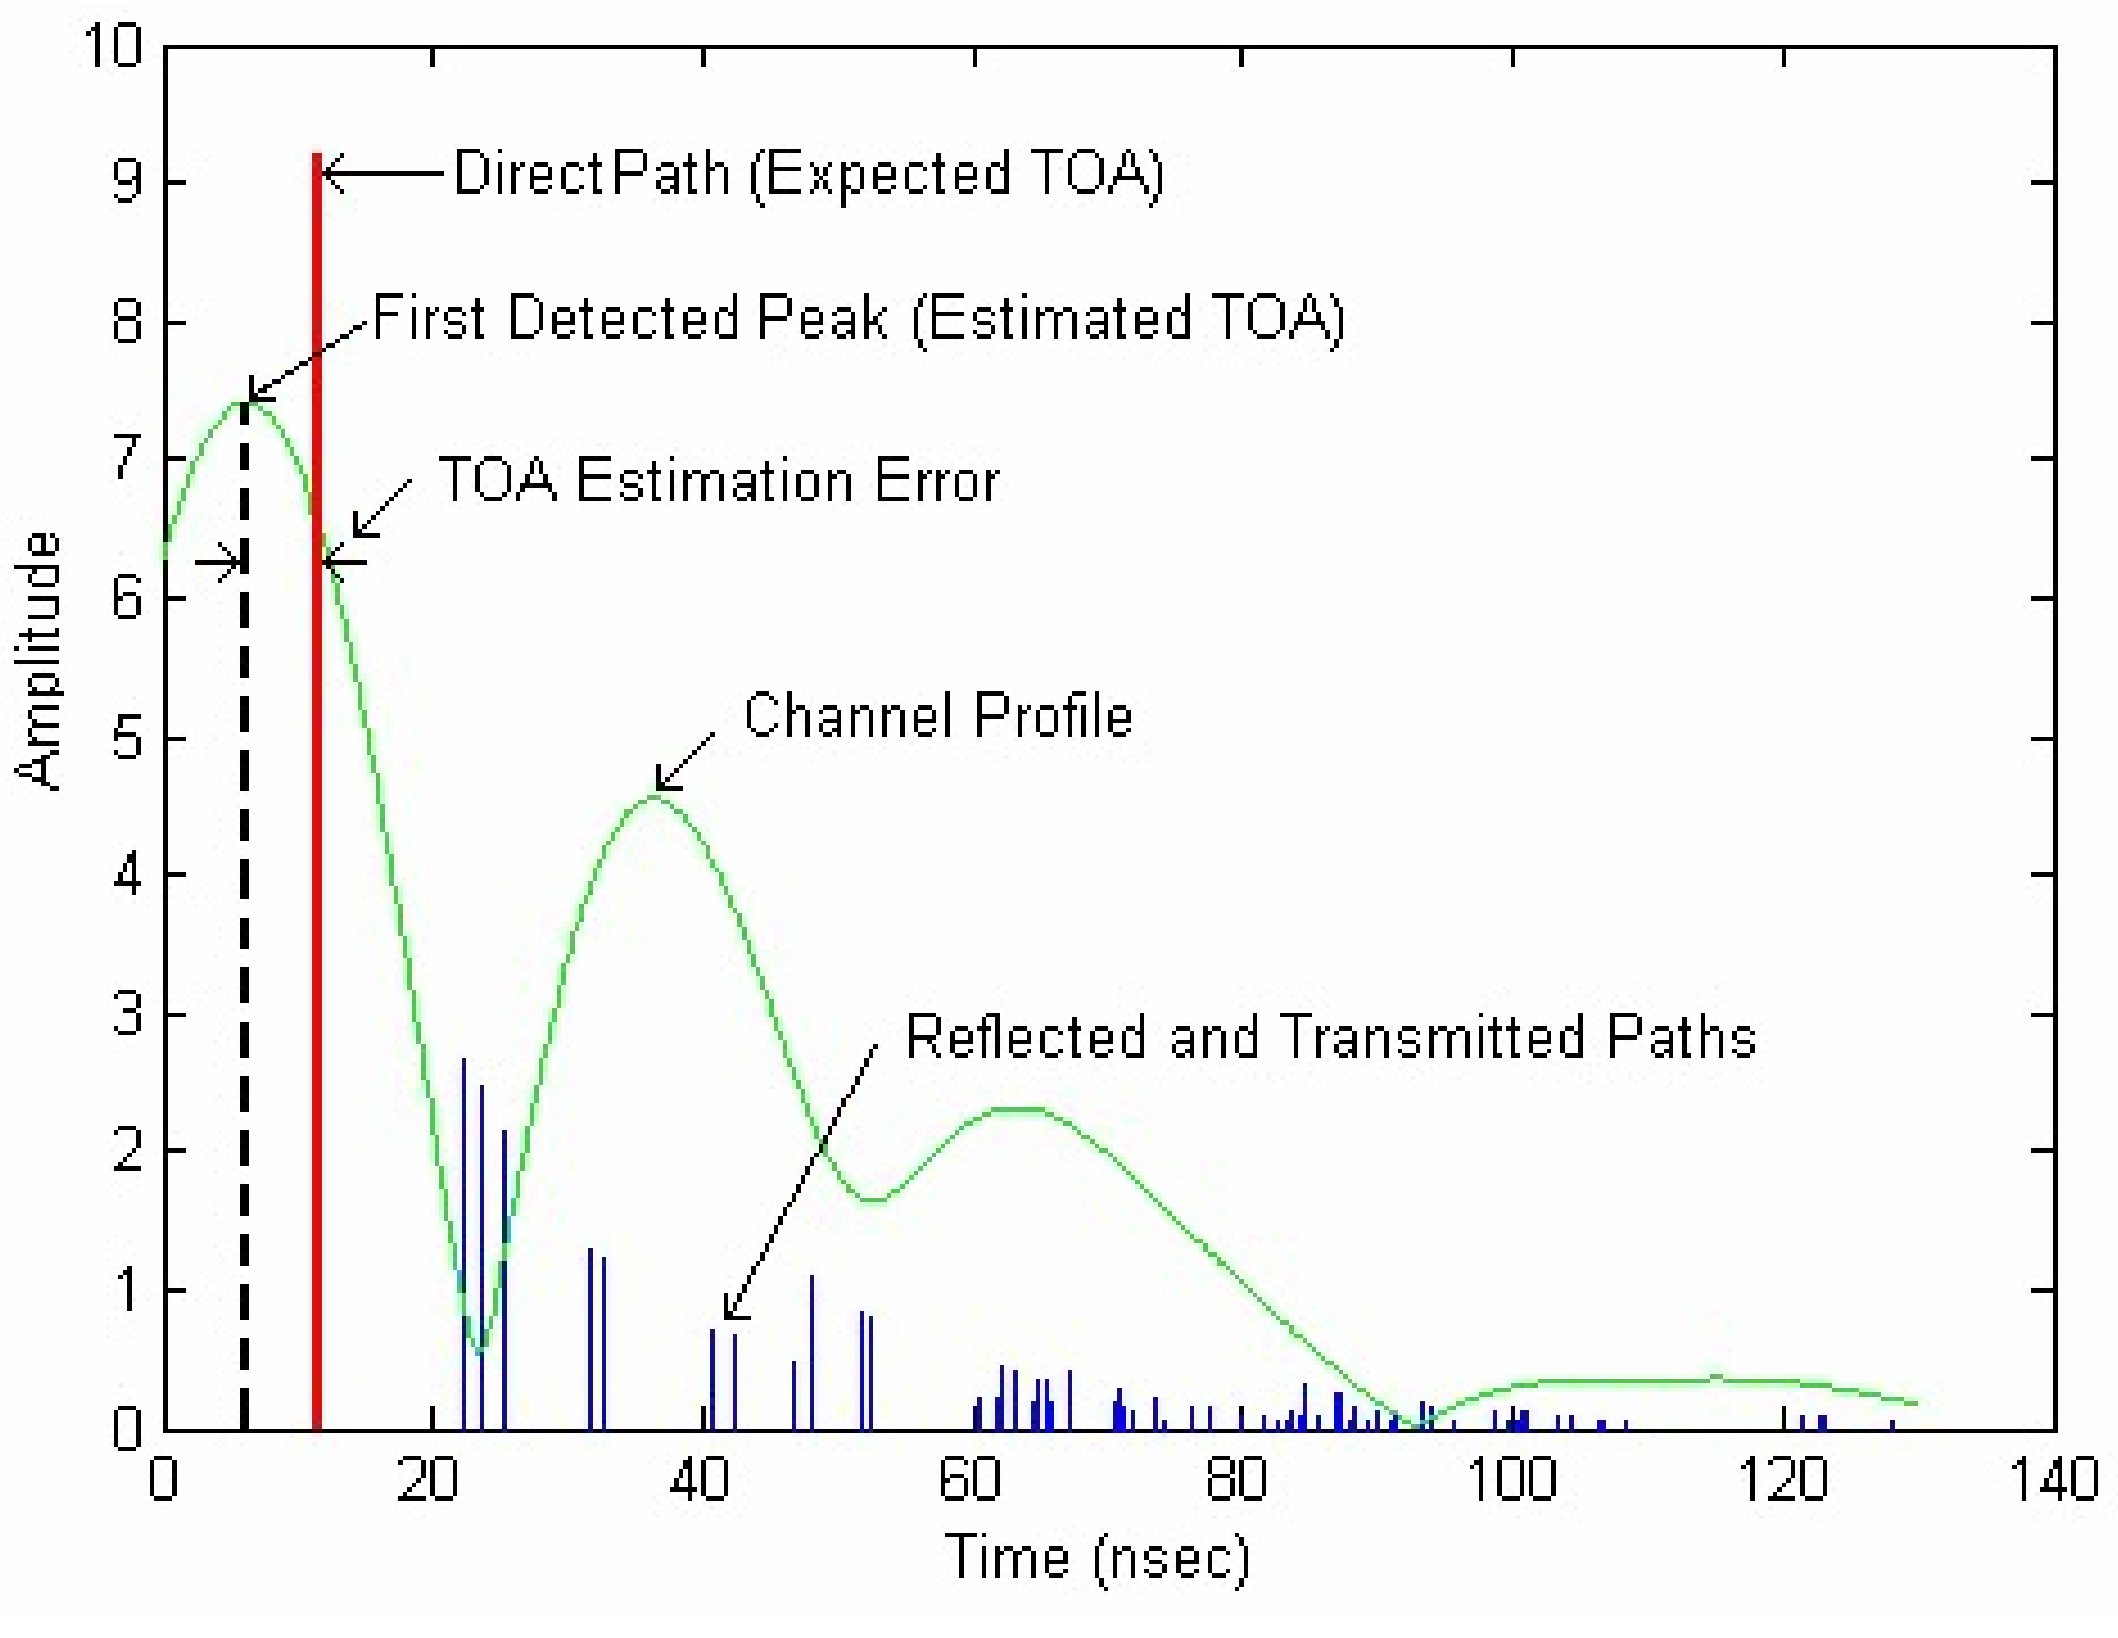 10
9
8
7
6
5
4
3
2
1
0
Amplitude
Direct Path (Expected TOA)
First Detected Peak (Estimated TOA)
TOA Estimation Error
Channel Profile
Reflected and Transmitted Paths
0 20 40 60 80 100 120 140
Time (nsec)